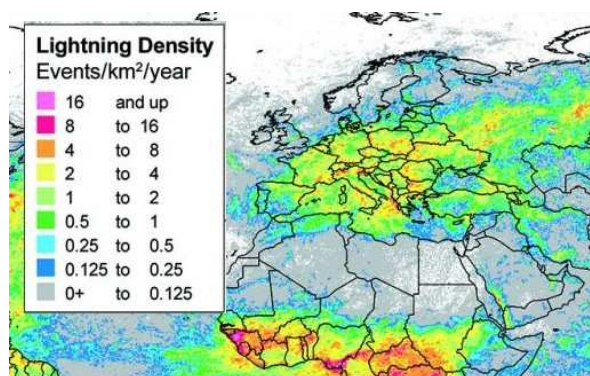 Lightning Density
Events/km²/year
16 and up
8 to 16
4 to 8
2 to 4
1 to 2
0.5 to 1
0.25 to 0.5
0.125 to 0.25
0+ to 0.125